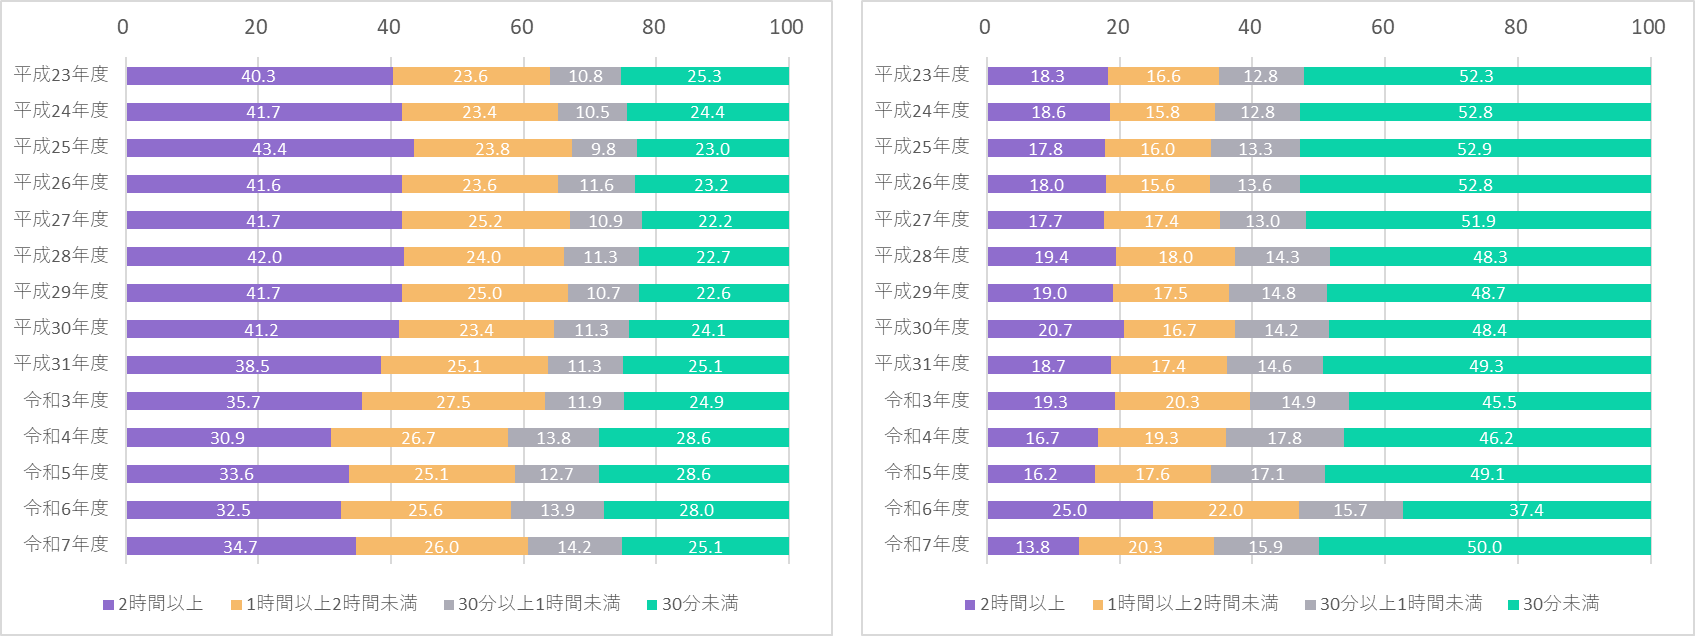 0 20 40 60 80 100
平成23年度 40.3 23.6 10.8 25.3
平成24年度 41.7 23.4 10.5 24.4
平成25年度 43.4 23.8 9.8 23.0
平成26年度 41.6 23.6 11.6 23.2
平成27年度 41.7 25.2 10.9 22.2
平成28年度 42.0 24.0 11.3 22.7
平成29年度 41.7 25.0 10.7 22.6
平成30年度 41.2 23.4 11.3 24.1
平成31年度 38.5 25.1 11.3 25.1
令和3年度 35.7 27.5 11.9 24.9
令和4年度 30.9 26.7 13.8 28.6
令和5年度 33.6 25.1 12.7 28.6
令和6年度 32.5 25.6 13.9 28.0
令和7年度 34.7 26.0 14.2 25.1
2時間以上 1時間以上2時間未満 30分以上1時間未満 30分未満
0 20 40 60 80 100
平成23年度 18.3 16.6 12.8 52.3
平成24年度 18.6 15.8 12.8 52.8
平成25年度 17.8 16.0 13.3 52.9
平成26年度 18.0 15.6 13.6 52.8
平成27年度 17.7 17.4 13.0 51.9
平成28年度 19.4 18.0 14.3 48.3
平成29年度 19.0 17.5 14.8 48.7
平成30年度 20.7 16.7 14.2 48.4
平成31年度 18.7 17.4 14.6 49.3
令和3年度 19.3 20.3 14.9 45.5
令和4年度 16.7 19.3 17.8 46.2
令和5年度 16.2 17.6 17.1 49.1
令和6年度 25.0 22.0 15.7 37.4
令和7年度 13.8 20.3 15.9 50.0
2時間以上 1時間以上2時間未満 30分以上1時間未満 30分未満